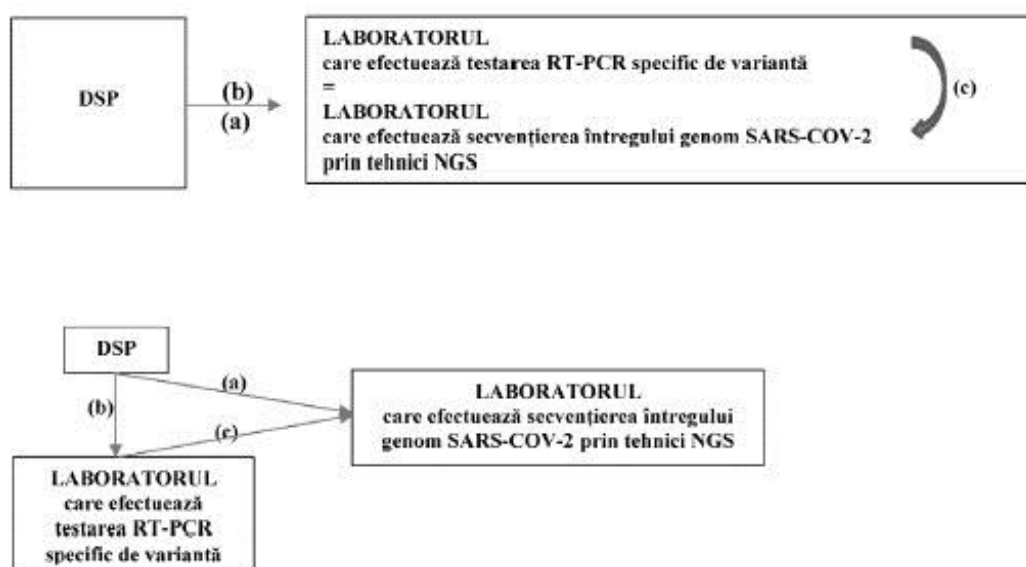 DSP
(b)
(a)
LABORATORUL
care efectuează testarea RT-PCR specific de variantă
=
LABORATORUL
care efectuează secvențierea întregului genom SARS-COV-2
prin tehnici NGS
(c)
DSP
(a)
(b)
(c)
LABORATORUL
care efectuează secvențierea întregului
genom SARS-COV-2 prin tehnici NGS
LABORATORUL
care efectuează
testarea RT-PCR
specific de variantă